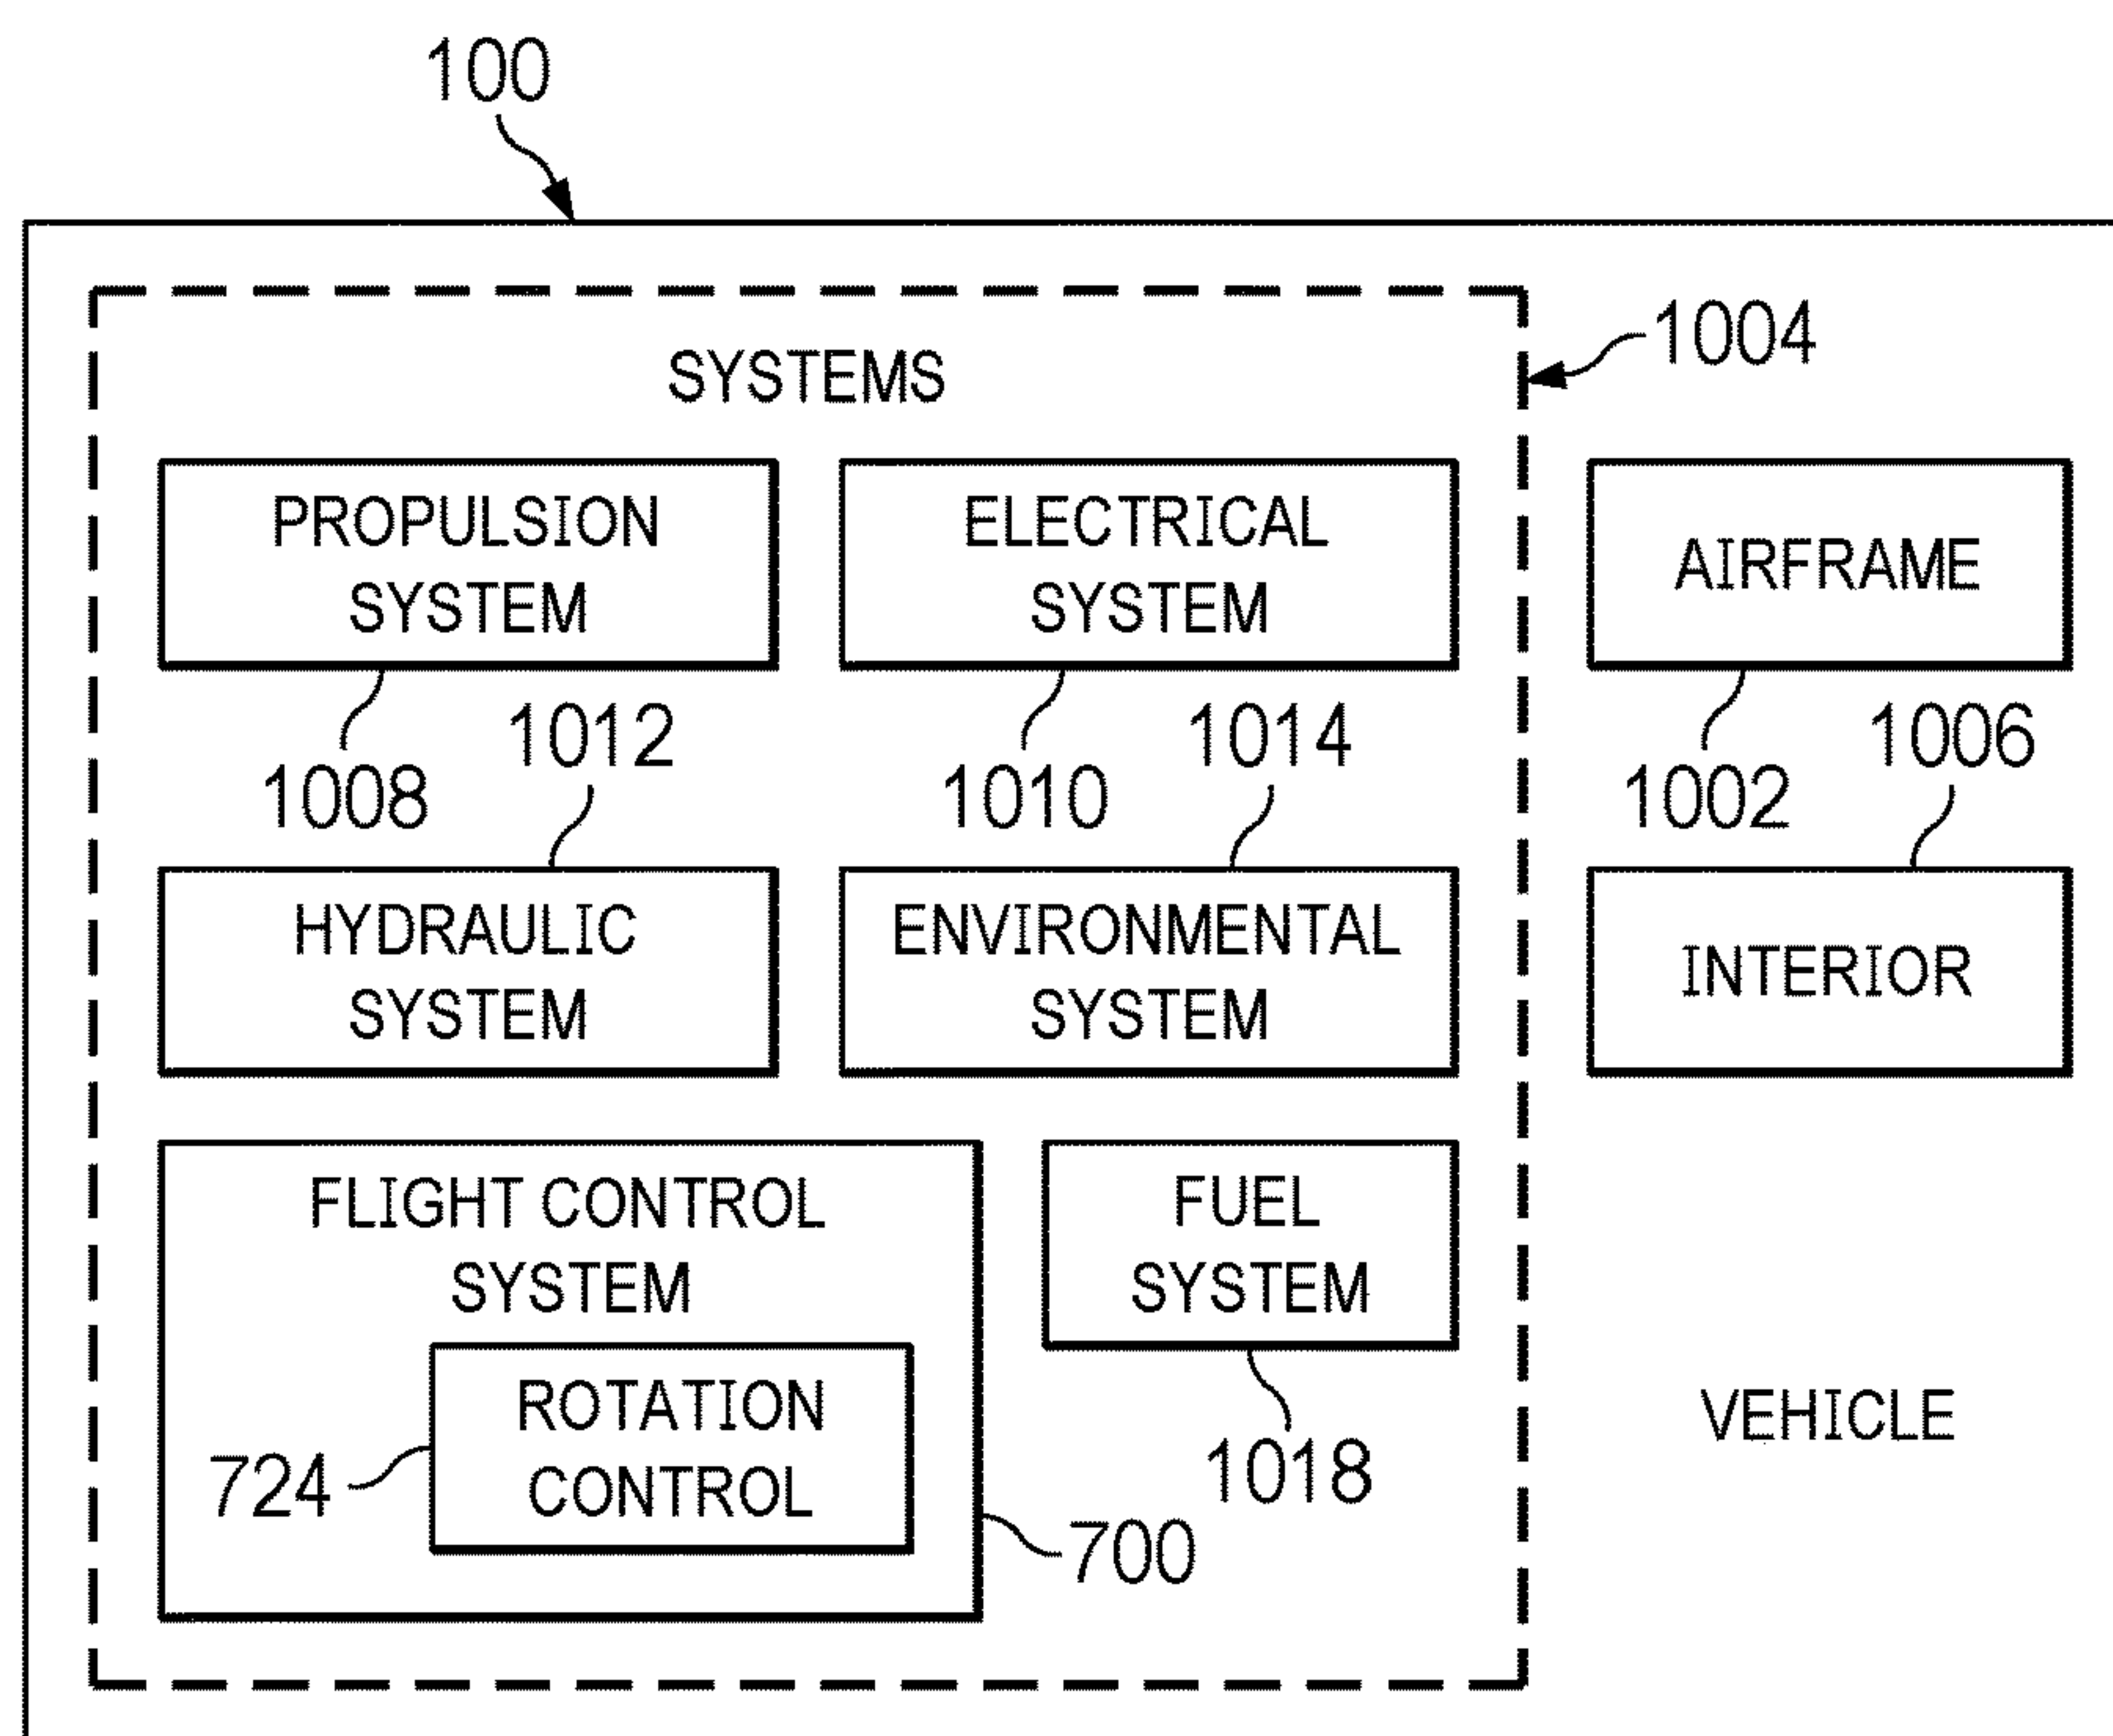 100
SYSTEMS
1004
PROPULSION
SYSTEM
ELECTRICAL
SYSTEM
AIRFRAME
1008
1012
1010
1014
1002
1006
HYDRAULIC
SYSTEM
ENVIRONMENTAL
SYSTEM
INTERIOR
FLIGHT CONTROL
SYSTEM
FUEL
SYSTEM
ROTATION
CONTROL
724
700
1018
VEHICLE